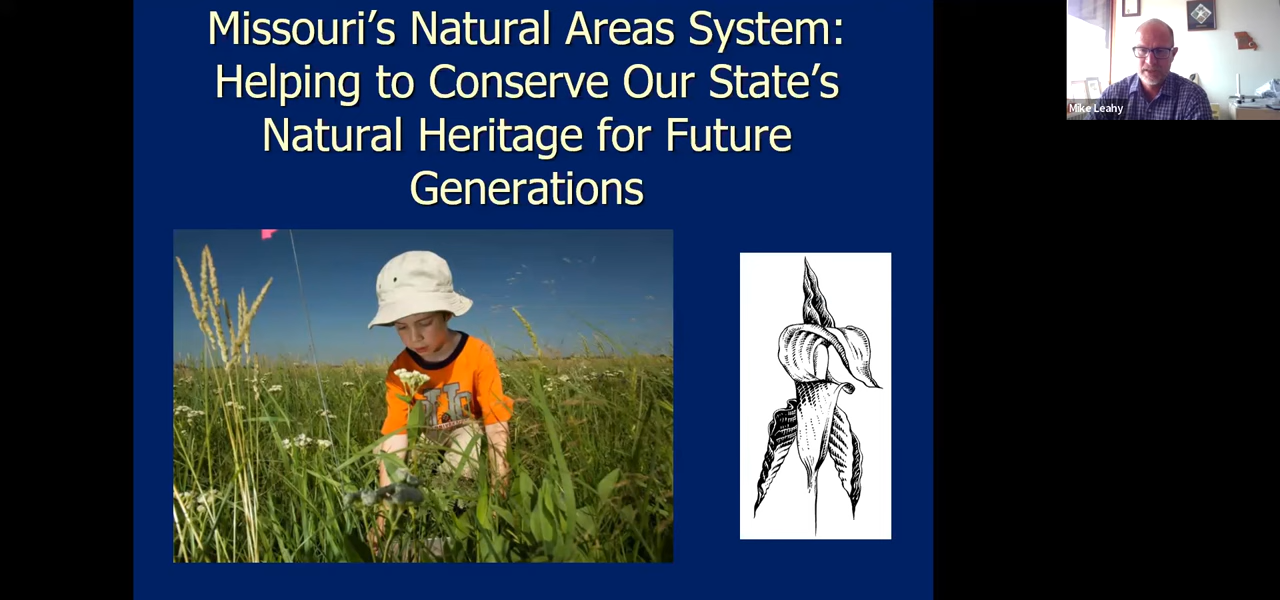 Missouri's Natural Areas System:
Helping to Conserve Our State's
Natural Heritage for Future
Generations
Mike Leahy